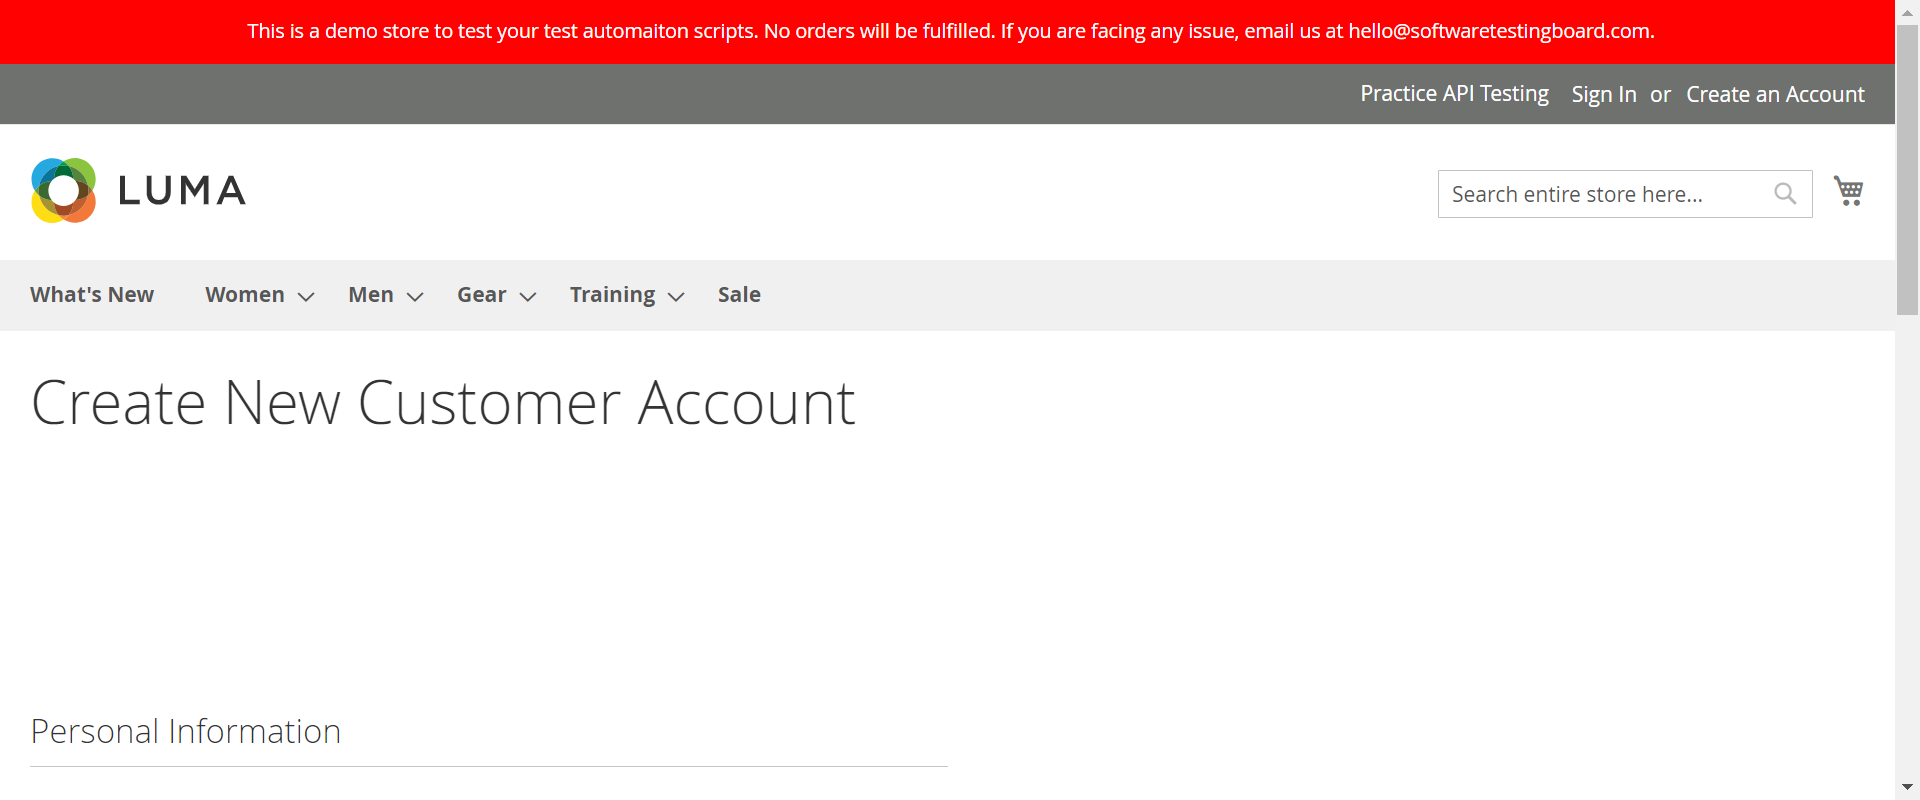 This is a demo store to test your test automaiton scripts. No orders will be fulfilled. If you are facing any issue, email us at hello@softwaretestingboard.com.
Practice API Testing Sign In or Create an Account
LUMA
Search entire store here...
What's New Women Men Gear Training Sale
Create New Customer Account
Personal Information